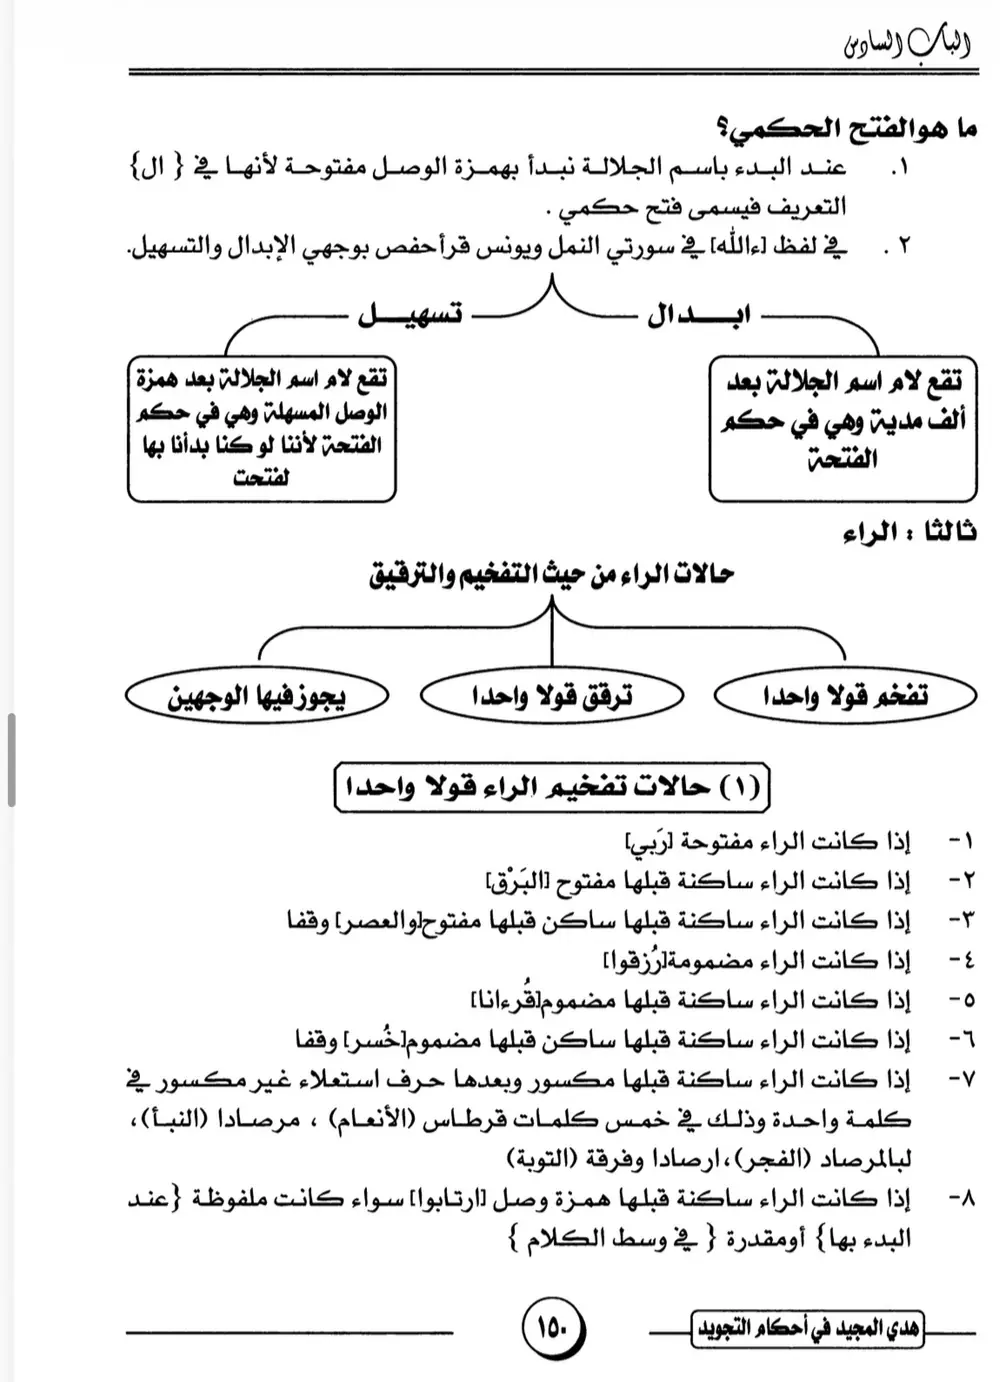 الباب السادس
ما هوالفتح الحكمي؟
١. عند البدء باسم الجلالة نبدأ بهمزة الوصل مفتوحة لأنها في { ال}
التعريف فيسمى فتح حكمي .
٢. في لفظ [ءالله] في سورتي النمل ويونس قرأحفص بوجهي الإبدال والتسهيل.
ابدال
تسهيل
تقع لام اسم الجلالة بعد
ألف مدية وهي في حكم
الفتحة
تقع لام اسم الجلالة بعد همزة
الوصل المسهلة وهي في حكم
الفتحة لأننا لو كنا بدأنا بها
لفتحت
ثالثا : الراء
حالات الراء من حيث التفخيم والترقيق
تفخم قولا واحدا
ترقق قولا واحدا
يجوز فيها الوجهين
(١) حالات تفخيم الراء قولا واحدا
١- إذا كانت الراء مفتوحة [رَبي]
٢- إذا كانت الراء ساكنة قبلها مفتوح [البَرْق]
٣- إذا كانت الراء ساكنة قبلها ساكن قبلها مفتوح[والعصر] وقفا
٤- إذا كانت الراء مضمومة[رُزقوا]
٥- إذا كانت الراء ساكنة قبلها مضموم[قُرءانا]
٦- إذا كانت الراء ساكنة قبلها ساكن قبلها مضموم[خُسر] وقفا
٧- إذا كانت الراء ساكنة قبلها مكسور وبعدها حرف استعلاء غير مكسور في
كلمة واحدة وذلك في خمس كلمات قرطاس (الأنعام) ، مرصادا (النبأ)،
لبالمرصاد (الفجر)،ارصادا وفرقة (التوبة)
٨- إذا كانت الراء ساكنة قبلها همزة وصل [ارتابوا] سواء كانت ملفوظة {عند
البدء بها} أومقدرة { في وسط الكلام }
هدي المجيد في أحكام التجويد
١٥٠